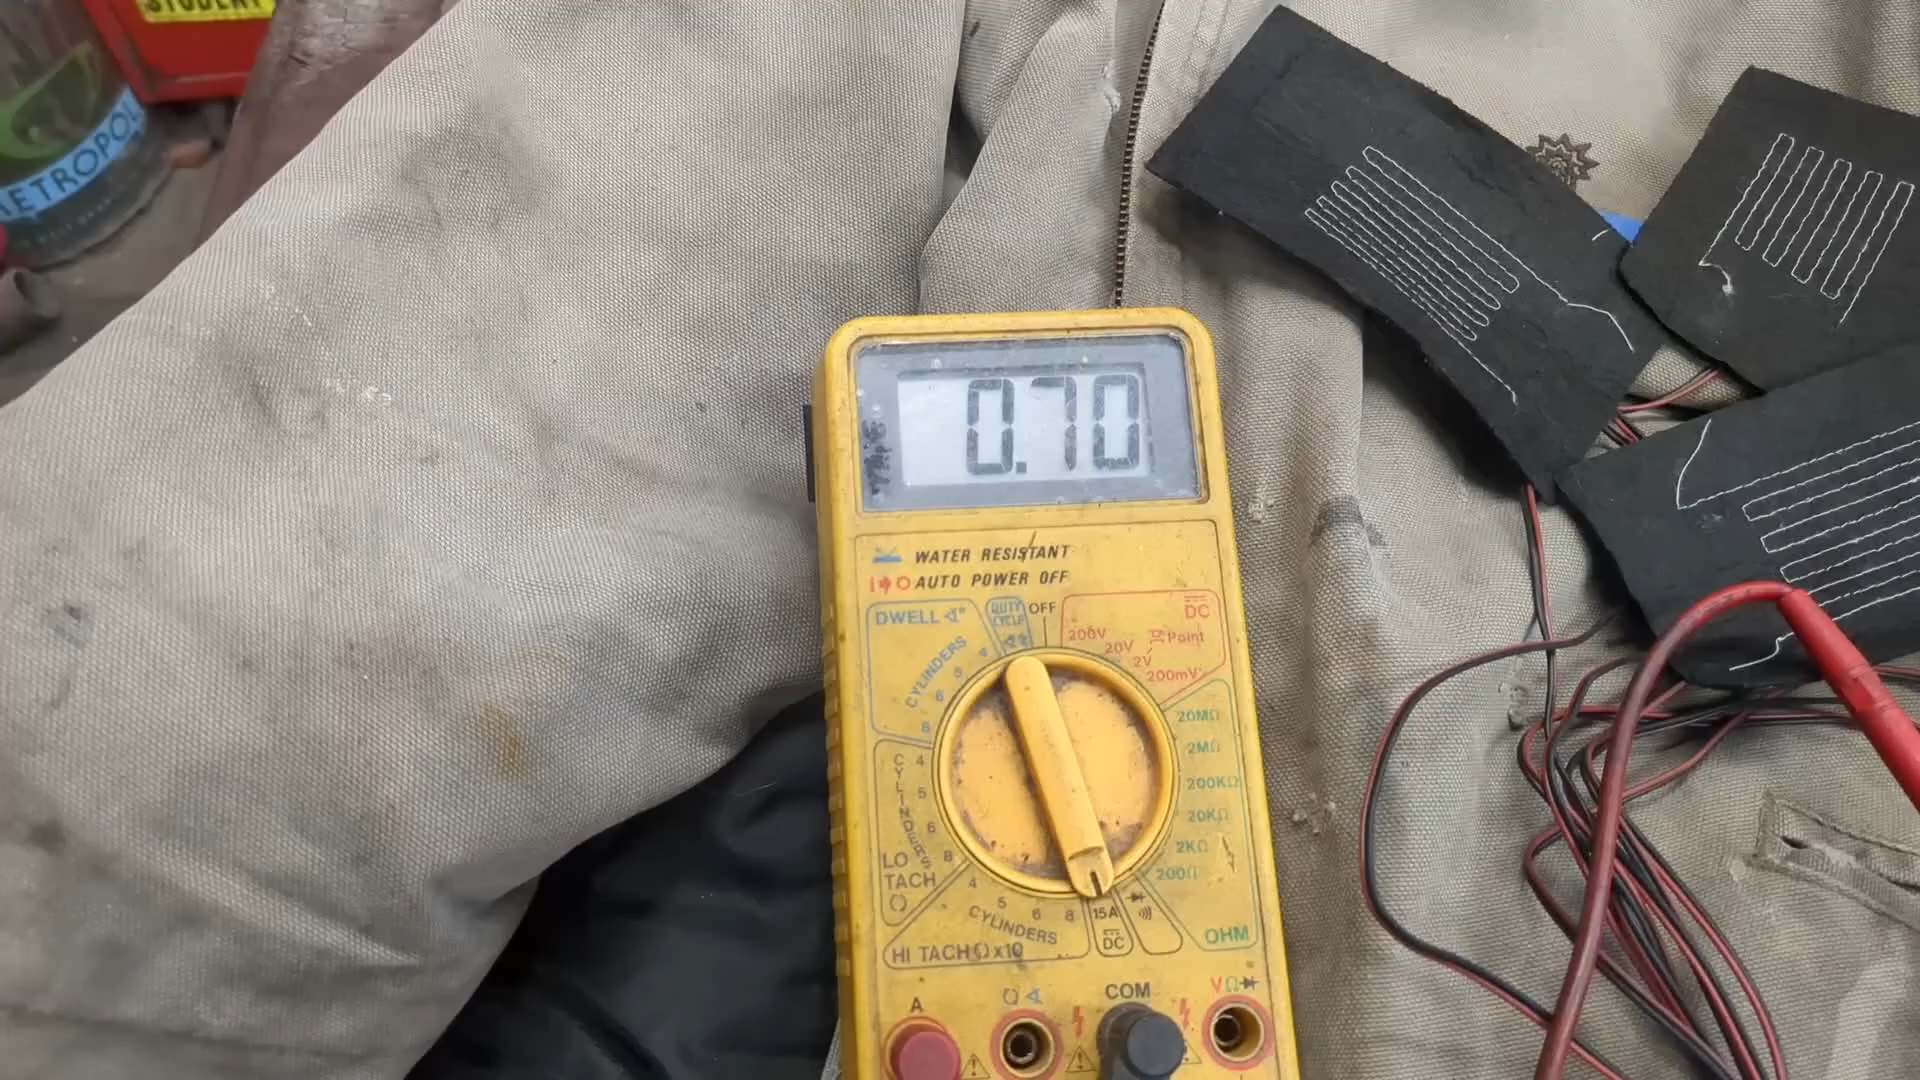 STUDENT
METROPOL
0.70
WATER RESISTANT
AUTO POWER OFF
DWELL
DUTY
CYCLE
OFF
DC
200V
20V
Point
2V
200mV
CYLINDERS
4
5
6
8
20MΩ
2MΩ
200KΩ
20KΩ
2KΩ
200Ω
OHM
CYLINDERS
4
5
6
8
LO
TACH
4
5
6
8
CYLINDERS
HI TACH x10
15A
DC
A
COM
VΩ